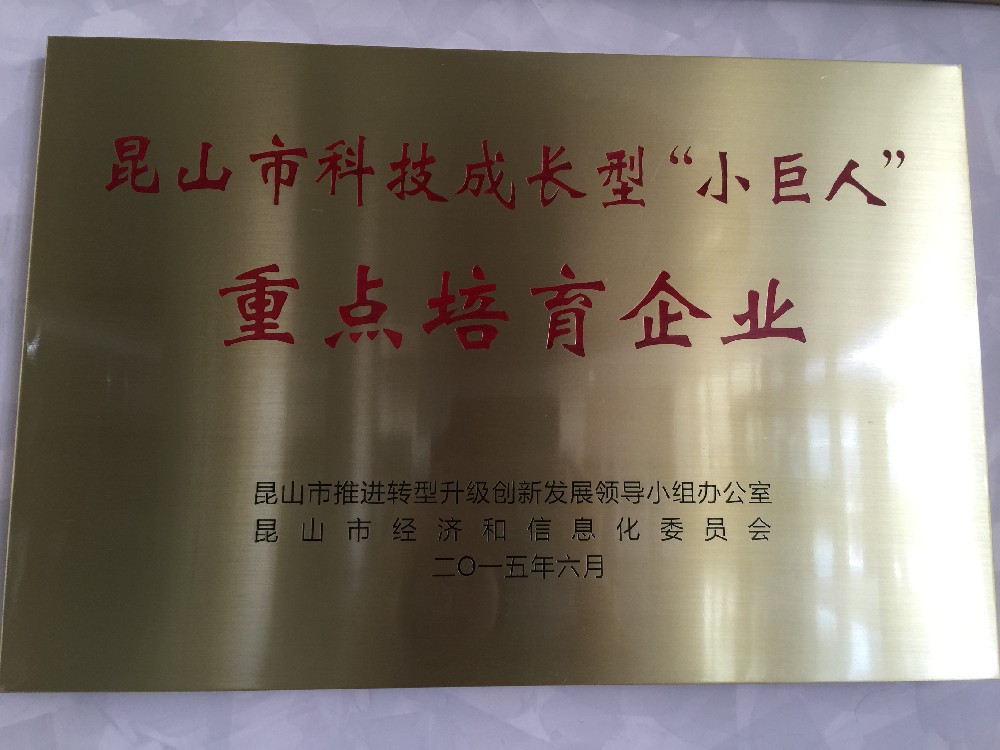 昆山市科技成长型“小巨人”
重点培育企业
昆山市推进转型升级创新发展领导小组办公室
昆山市经济和信息化委员会
二〇一五年六月